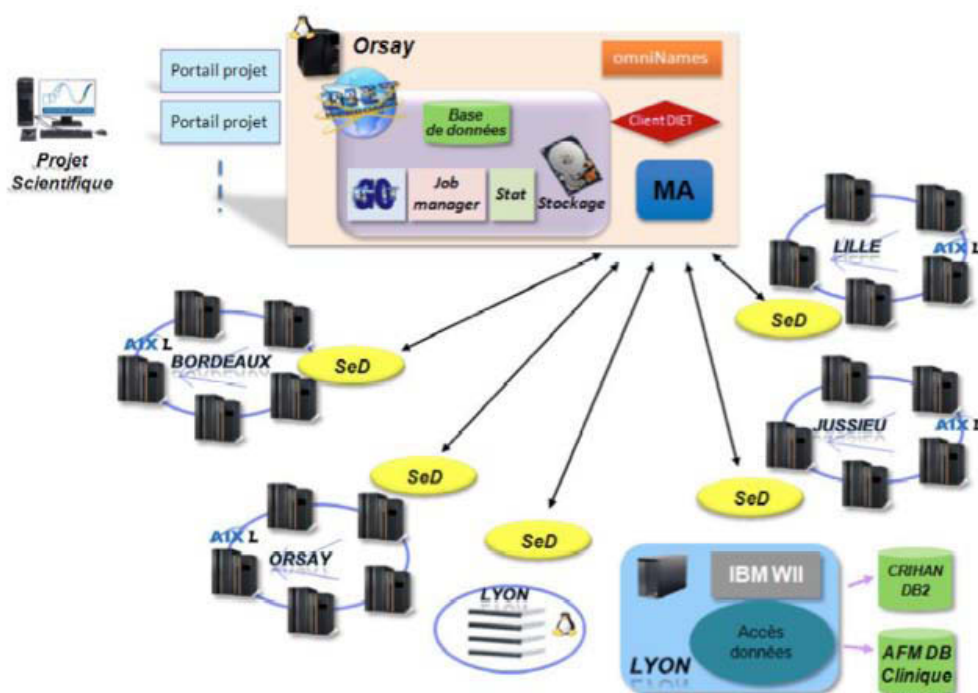 Orsay
omniNames
Portail projet
DIET
Portail projet
Base
de données
Client DIET
Projet
Scientifique
GO
Job
manager
Stat
Stockage
MA
LILLE
AIX L
SeD
AIX L
BORDEAUX
SeD
JUSSIEU
AIX L
SeD
SeD
AIX L
ORSAY
SeD
LYON
IBM WII
CRIHAN
DB2
Accès
données
LYON
AFM DB
Clinique